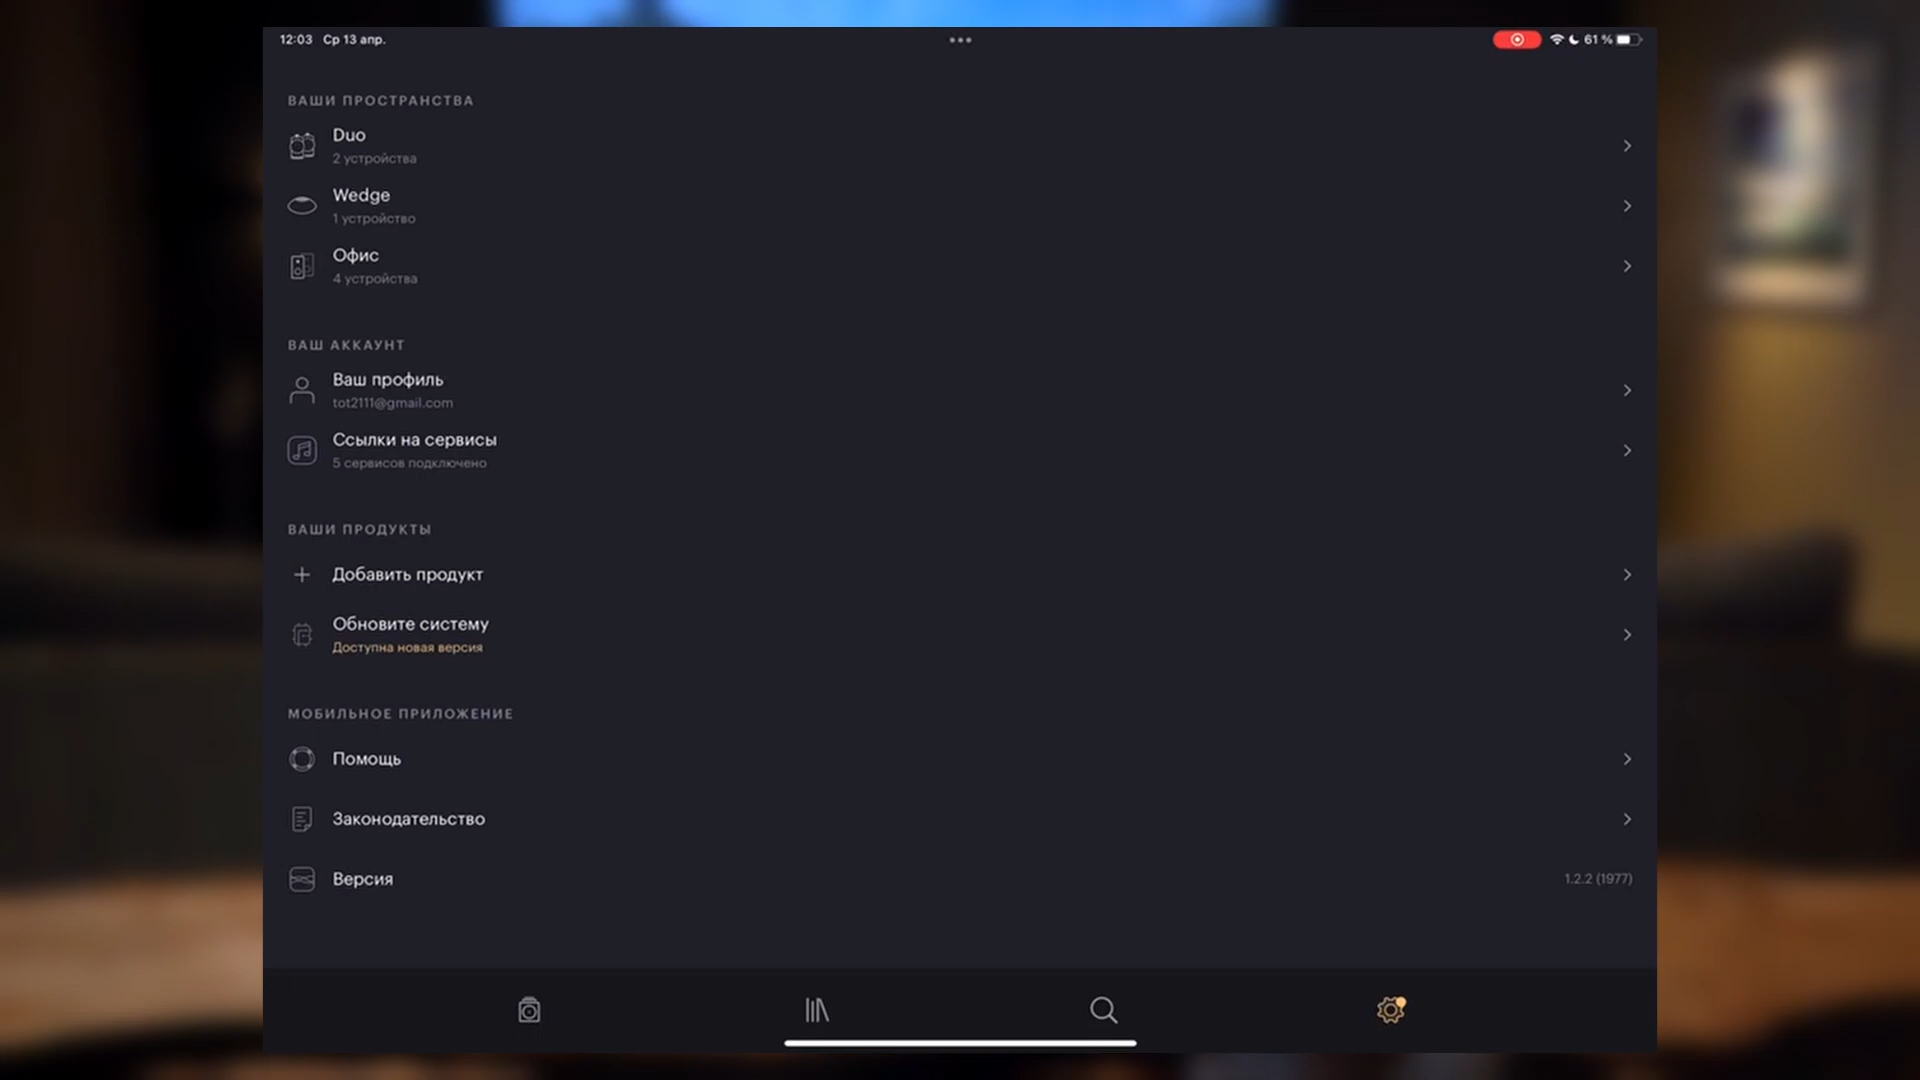 12:03 Ср 13 апр.
61 %
ВАШИ ПРОСТРАНСТВА
Duo
2 устройства
Wedge
1 устройство
Офис
4 устройства
ВАШ АККАУНТ
Ваш профиль
tot2111@gmail.com
Ссылки на сервисы
5 сервисов подключено
ВАШИ ПРОДУКТЫ
Добавить продукт
Обновите систему
Доступна новая версия
МОБИЛЬНОЕ ПРИЛОЖЕНИЕ
Помощь
Законодательство
Версия
1.2.2 (1977)